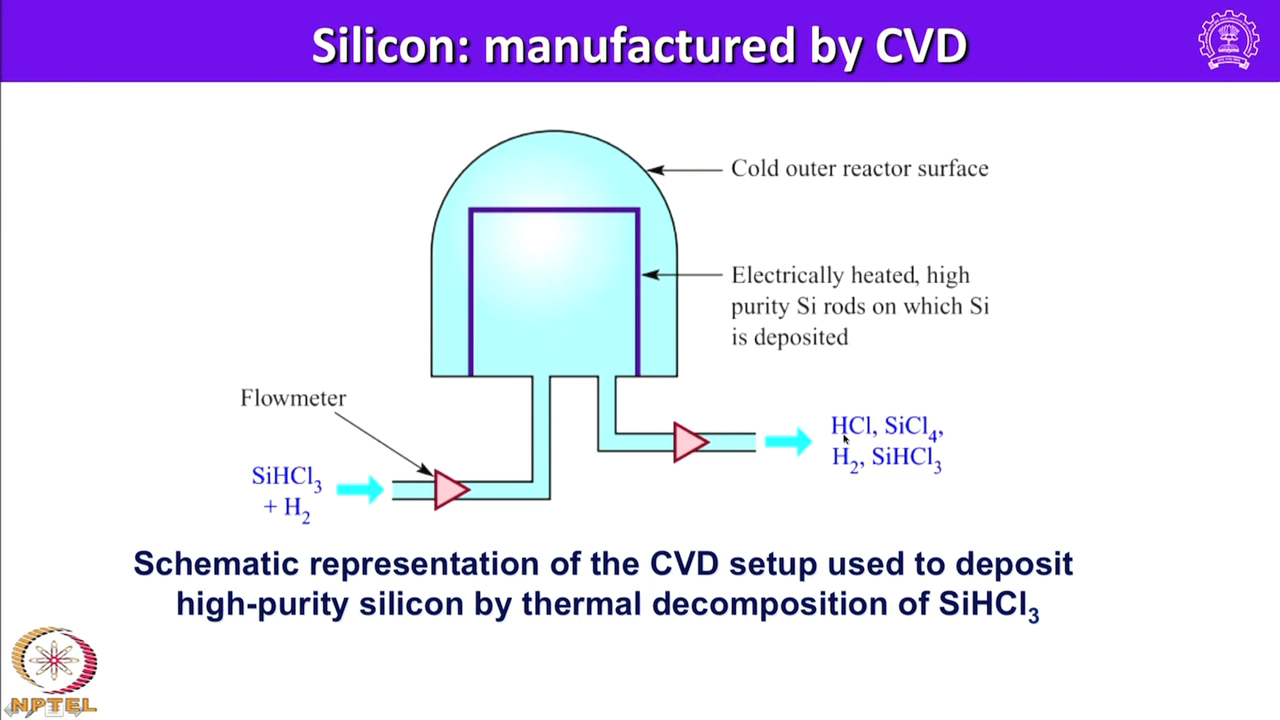 Silicon: manufactured by CVD
Cold outer reactor surface
Electrically heated, high
purity Si rods on which Si
is deposited
Flowmeter
HCl, SiCl₄,
H₂, SiHCl₃
SiHCl₃
+ H₂
Schematic representation of the CVD setup used to deposit
high-purity silicon by thermal decomposition of SiHCl₃
NPTEL